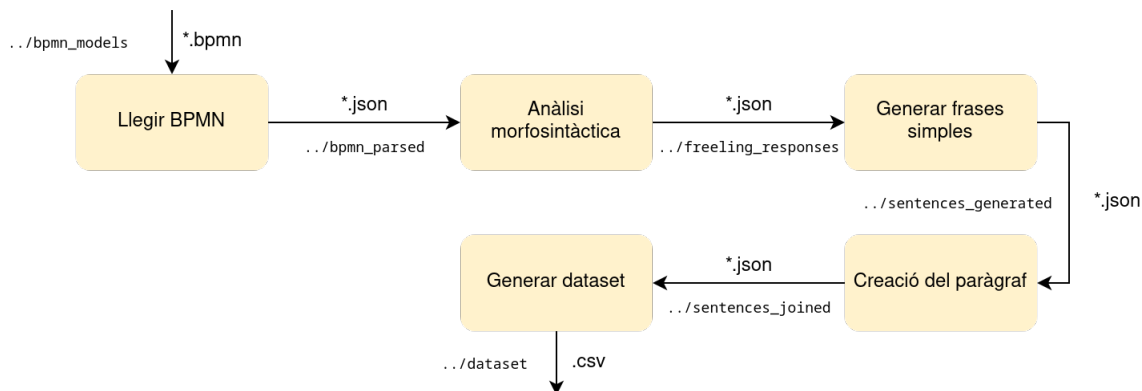 ../bpmn_models
*.bpmn
Llegir BPMN
*.json
../bpmn_parsed
Anàlisi
morfosintàctica
*.json
../freeling_responses
Generar frases
simples
../sentences_generated
*.json
Creació del paràgraf
*.json
../sentences_joined
Generar dataset
../dataset
.csv